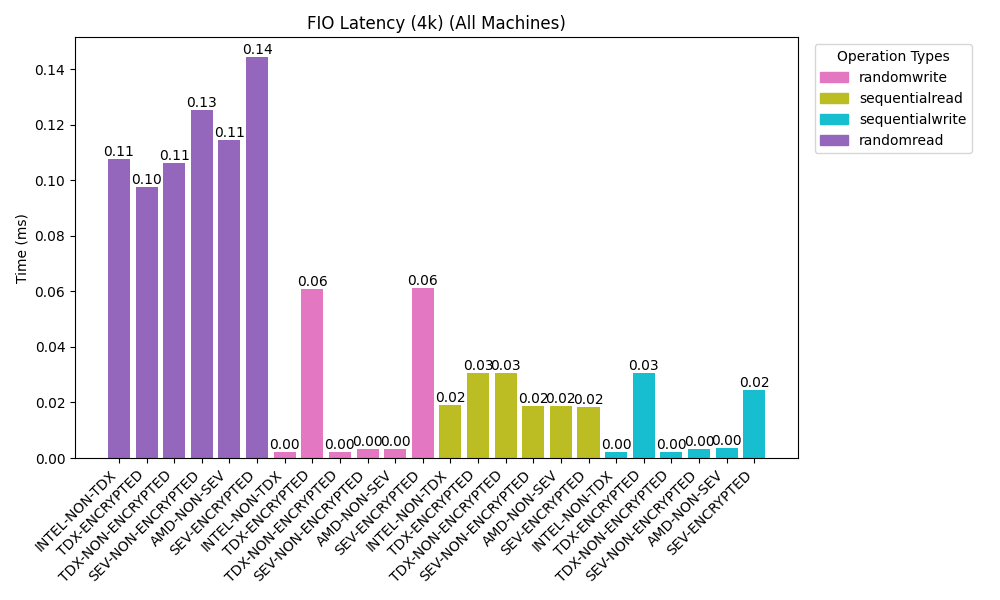 FIO Latency (4k) (All Machines)
Operation Types
randomwrite
sequentialread
sequentialwrite
randomread
Time (ms)
0.14
0.12
0.10
0.08
0.06
0.04
0.02
0.00
0.11
0.10
0.11
0.13
0.11
0.14
0.00
0.06
0.00
0.00
0.00
0.06
0.02
0.03
0.03
0.02
0.02
0.02
0.00
0.03
0.00
0.00
0.00
0.02
INTEL-NON-TDX
TDX-ENCRYPTED
TDX-NON-ENCRYPTED
SEV-NON-ENCRYPTED
AMD-NON-SEV
SEV-ENCRYPTED
INTEL-NON-TDX
TDX-ENCRYPTED
TDX-NON-ENCRYPTED
SEV-NON-ENCRYPTED
AMD-NON-SEV
SEV-ENCRYPTED
INTEL-NON-TDX
TDX-ENCRYPTED
TDX-NON-ENCRYPTED
SEV-NON-ENCRYPTED
AMD-NON-SEV
SEV-ENCRYPTED
INTEL-NON-TDX
TDX-ENCRYPTED
TDX-NON-ENCRYPTED
SEV-NON-ENCRYPTED
AMD-NON-SEV
SEV-ENCRYPTED